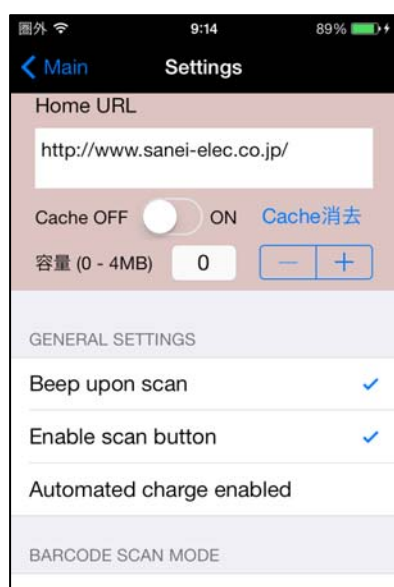 圏外 9:14 89%
Main Settings
Home URL
http://www.sanei-elec.co.jp/
Cache OFF ON Cache消去
容量 (0 - 4MB) 0 — +
GENERAL SETTINGS
Beep upon scan
Enable scan button
Automated charge enabled
BARCODE SCAN MODE